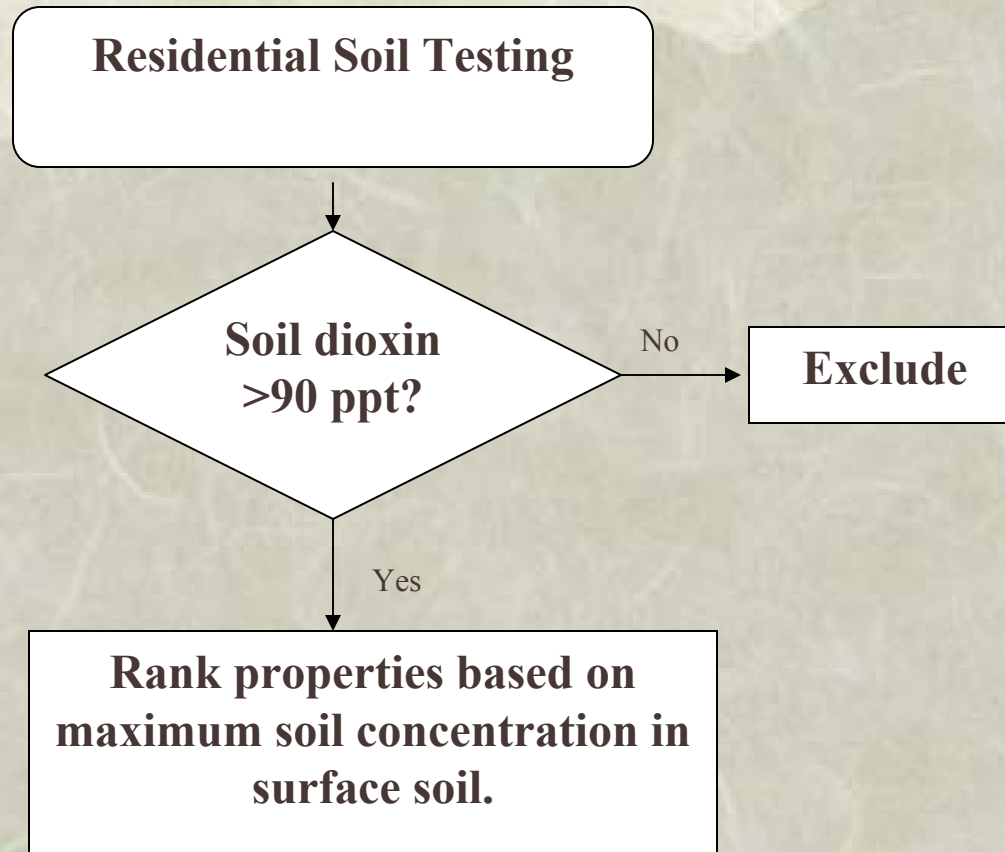 Residential Soil Testing
Soil dioxin
>90 ppt?
No
Exclude
Yes
Rank properties based on
maximum soil concentration in
surface soil.